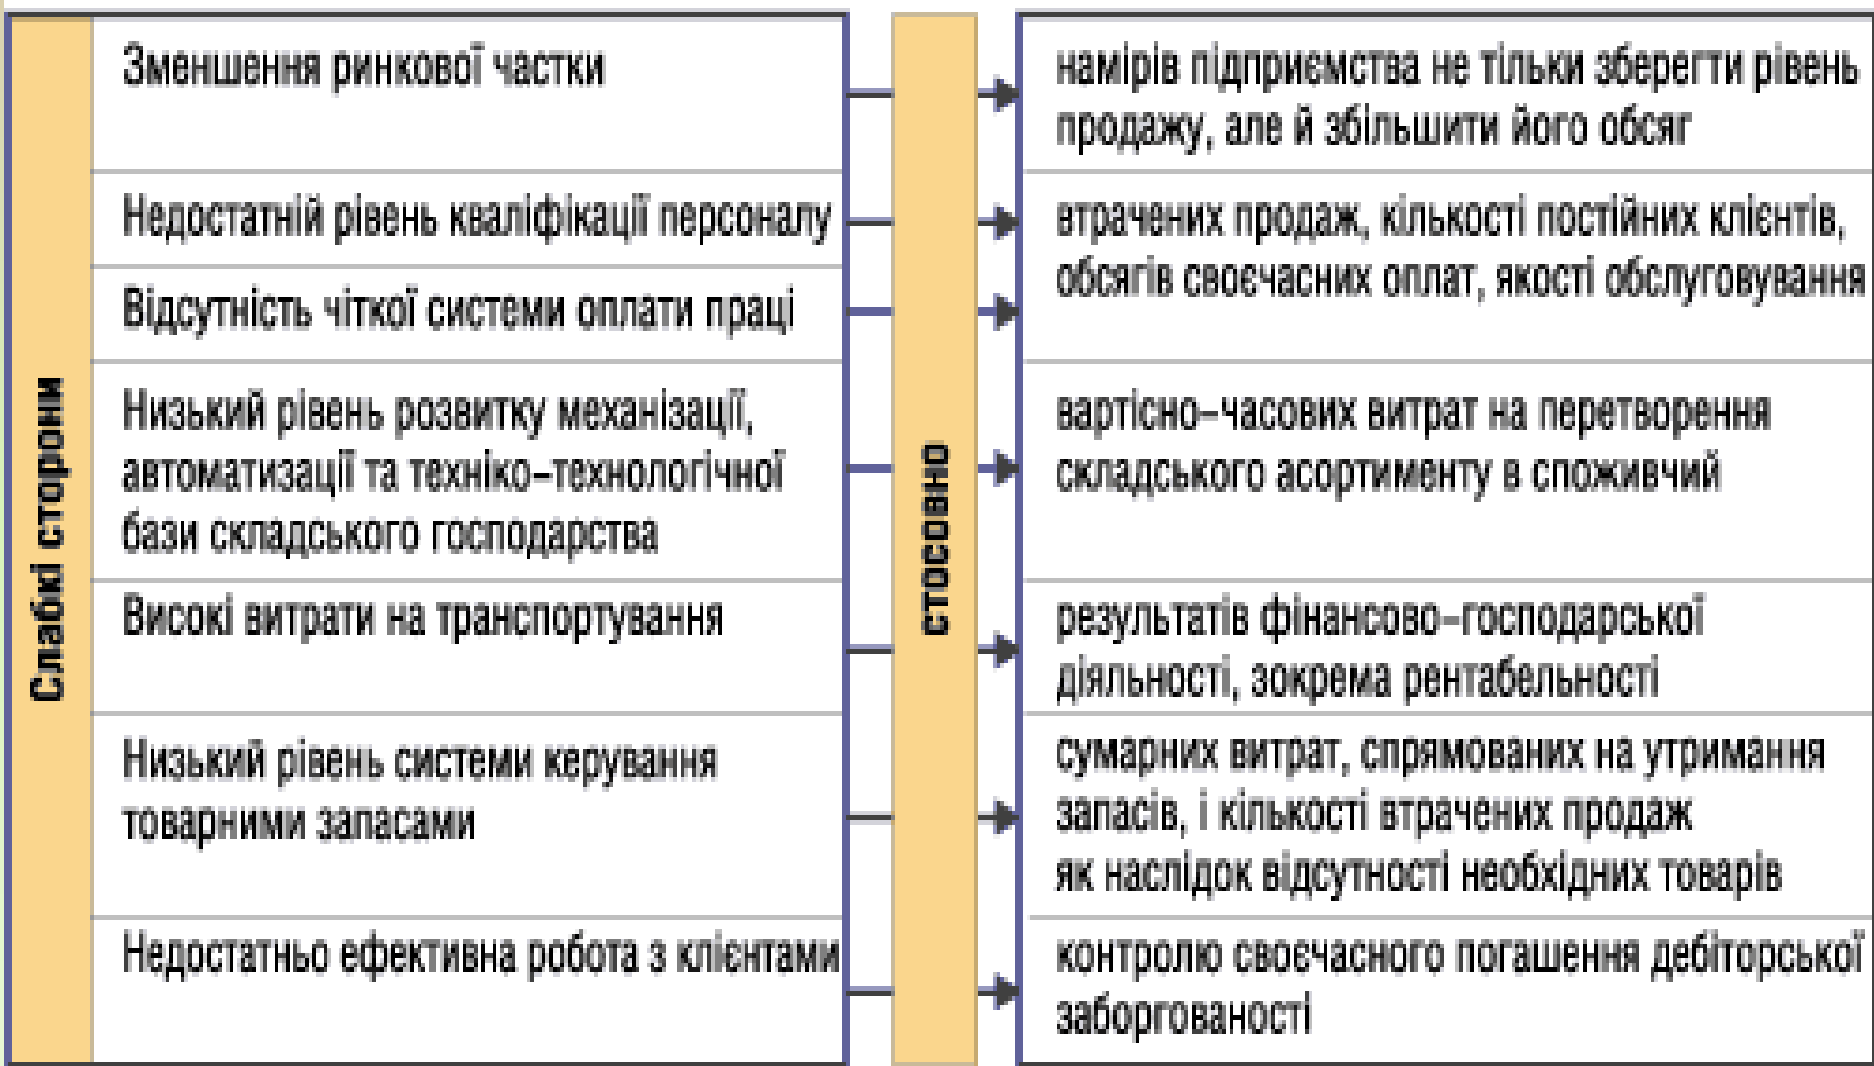 Слабкі сторони
Зменшення ринкової частки
Недостатній рівень кваліфікації персоналу
Відсутність чіткої системи оплати праці
Низький рівень розвитку механізації,
автоматизації та техніко–технологічної
бази складського господарства
Високі витрати на транспортування
Низький рівень системи керування
товарними запасами
Недостатньо ефективна робота з клієнтами
стосовно
намірів підприємства не тільки зберегти рівень
продажу, але й збільшити його обсяг
втрачених продаж, кількості постійних клієнтів,
обсягів своєчасних оплат, якості обслуговування
вартісно–часових витрат на перетворення
складського асортименту в споживчий
результатів фінансово–господарської
діяльності, зокрема рентабельності
сумарних витрат, спрямованих на утримання
запасів, і кількості втрачених продаж
як наслідок відсутності необхідних товарів
контролю своєчасного погашення дебіторської
заборгованості